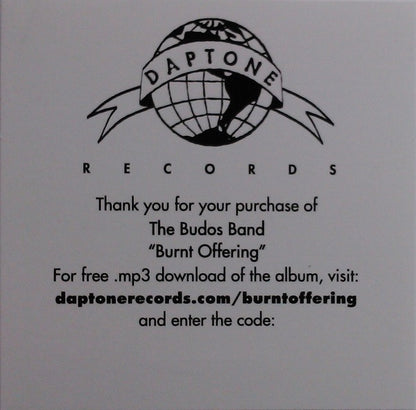 DAPTONE
RECORDS
Thank you for your purchase of
The Budos Band
“Burnt Offering”
For free .mp3 download of the album, visit:
daptonerecords.com/burntoffering
and enter the code: